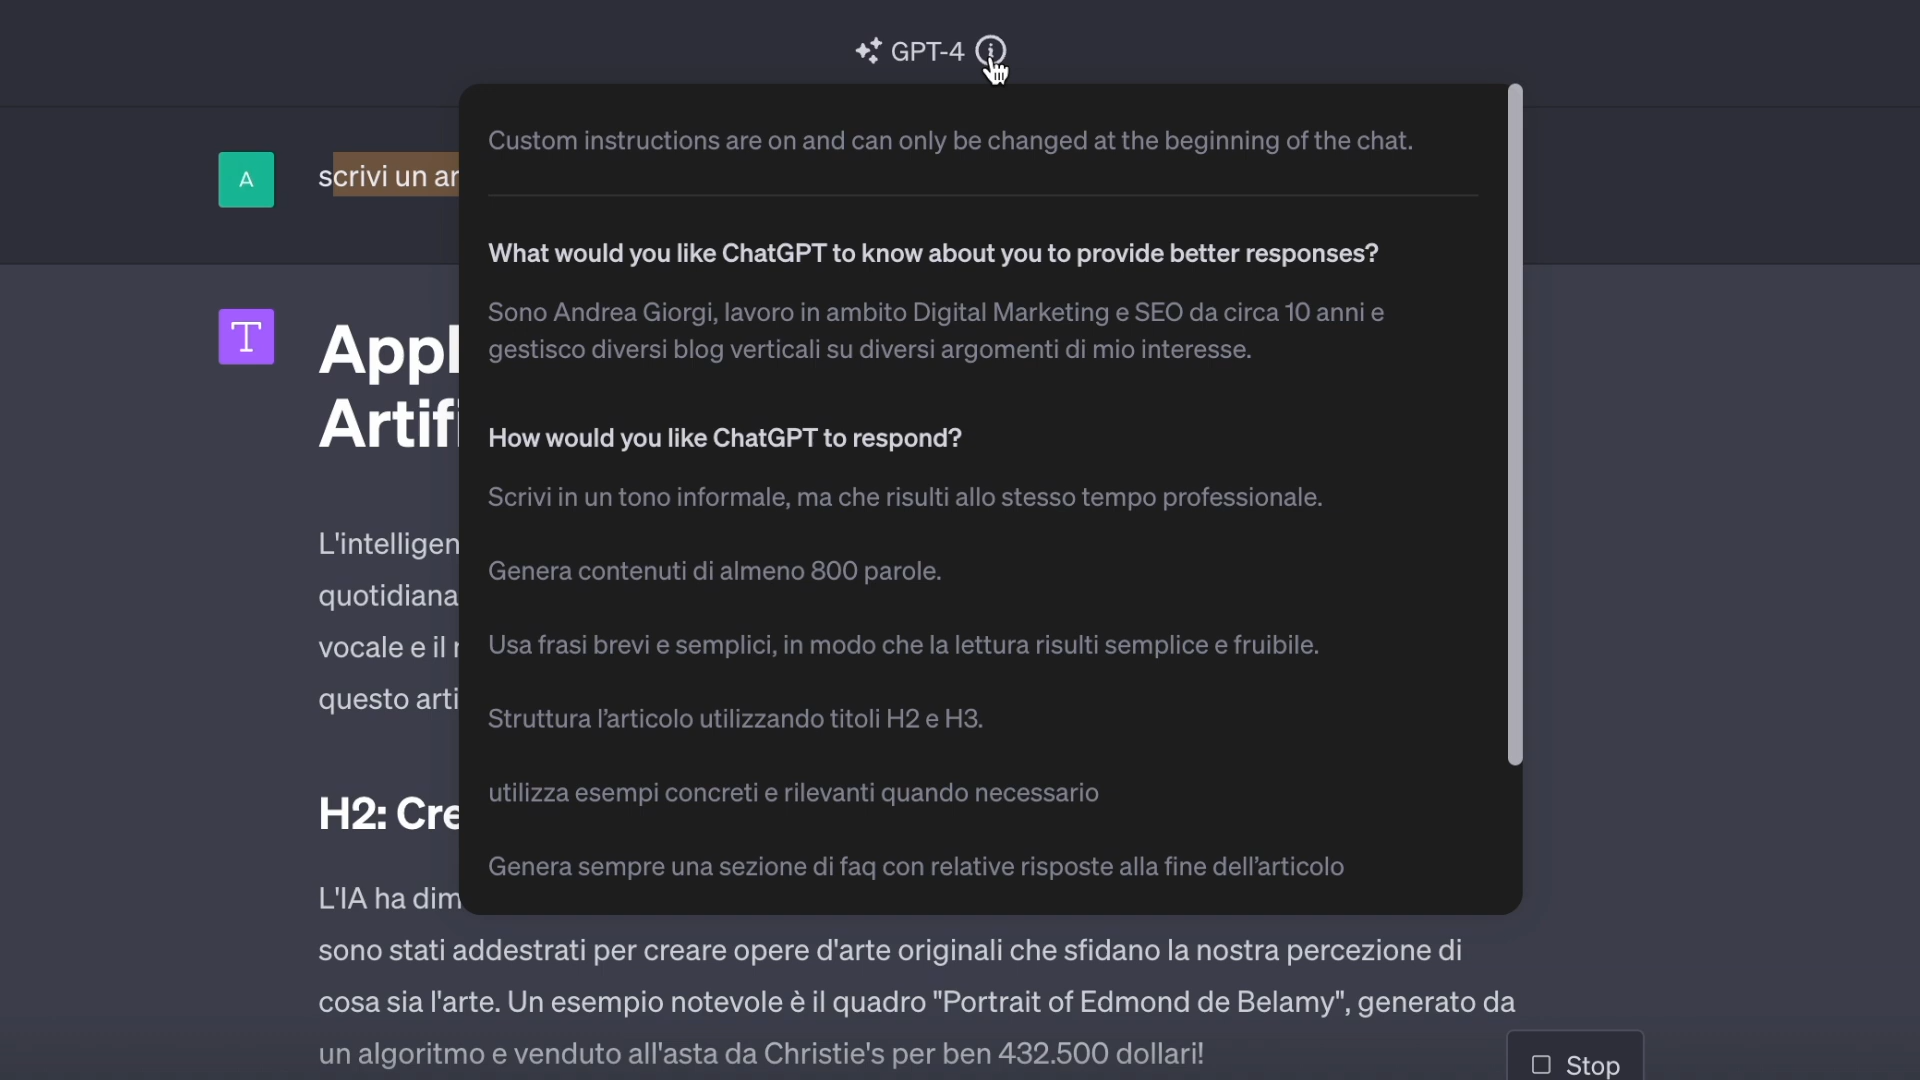 GPT-4
Custom instructions are on and can only be changed at the beginning of the chat.
A
scrivi un ar
What would you like ChatGPT to know about you to provide better responses?
Sono Andrea Giorgi, lavoro in ambito Digital Marketing e SEO da circa 10 anni e
gestisco diversi blog verticali su diversi argomenti di mio interesse.
T
Appl
Artifi
How would you like ChatGPT to respond?
Scrivi in un tono informale, ma che risulti allo stesso tempo professionale.
L'intelligen
Genera contenuti di almeno 800 parole.
quotidiana
vocale e il
Usa frasi brevi e semplici, in modo che la lettura risulti semplice e fruibile.
questo arti
Struttura l’articolo utilizzando titoli H2 e H3.
utilizza esempi concreti e rilevanti quando necessario
H2: Cre
Genera sempre una sezione di faq con relative risposte alla fine dell’articolo
L'IA ha dim
sono stati addestrati per creare opere d'arte originali che sfidano la nostra percezione di
cosa sia l'arte. Un esempio notevole è il quadro "Portrait of Edmond de Belamy", generato da
un algoritmo e venduto all'asta da Christie's per ben 432.500 dollari!
Stop